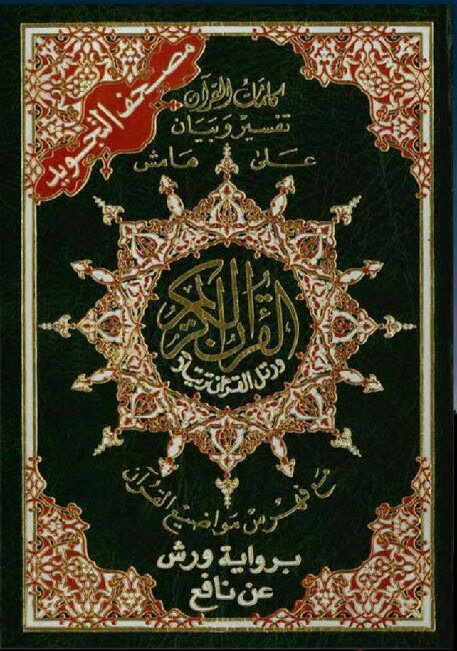 مصحف التجويد
كلمات القرآن
تفسير وبيان
على هامش
القرآن الكريم
ورتل القرآن ترتيلا
مع فهرس مواضيع القرآن
برواية ورش
عن نافع